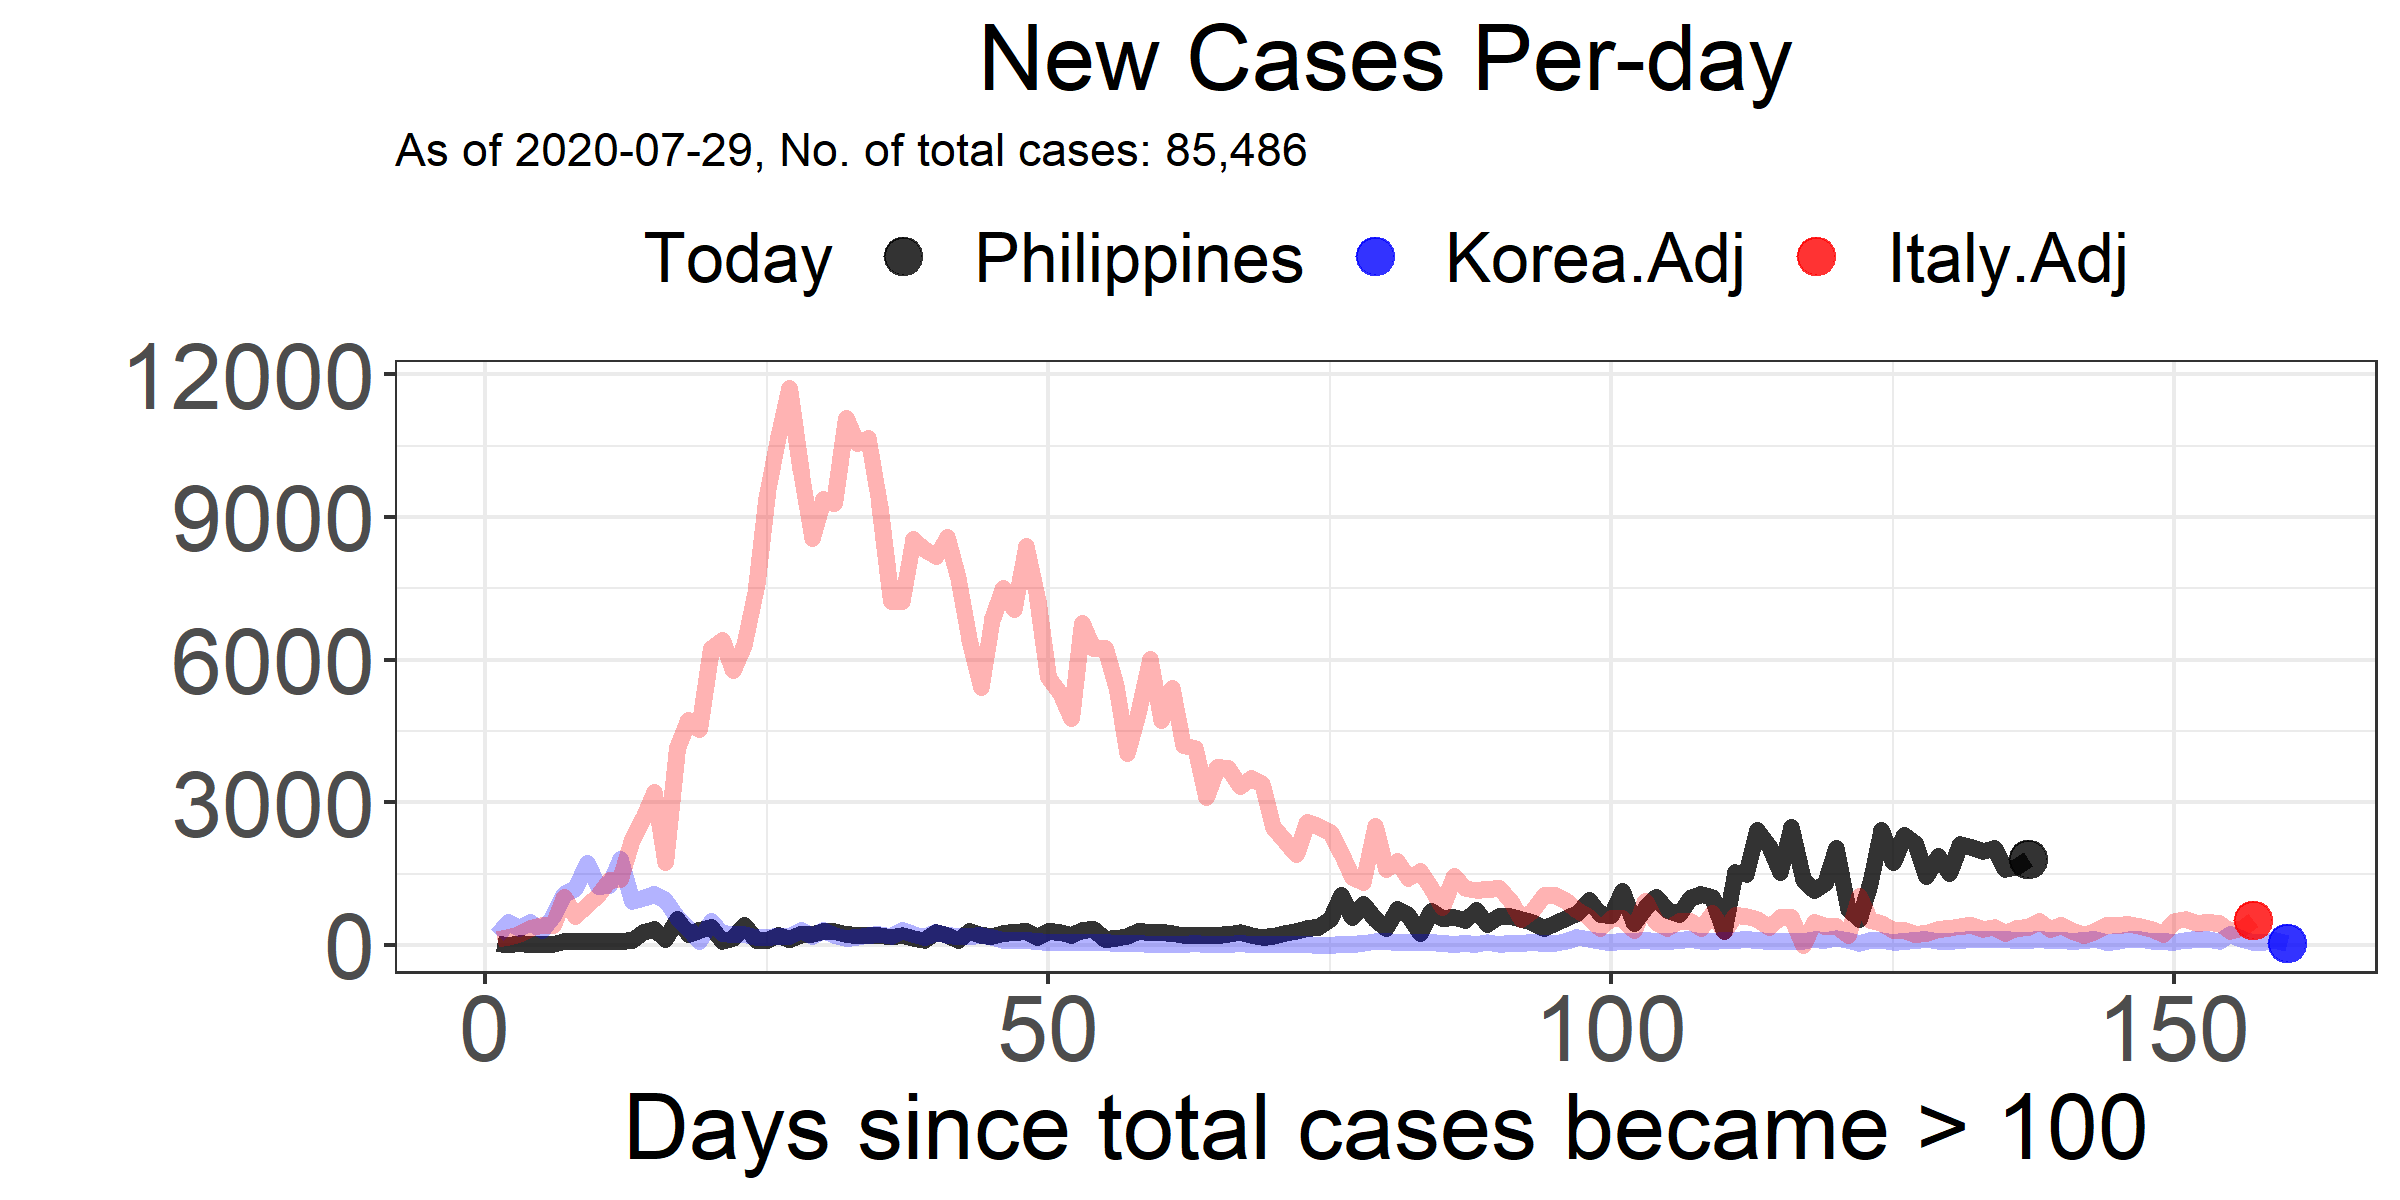 New Cases Per-day
As of 2020-07-29, No. of total cases: 85,486
Today Philippines Korea.Adj Italy.Adj
12000
9000
6000
3000
0
0 50 100 150
Days since total cases became > 100